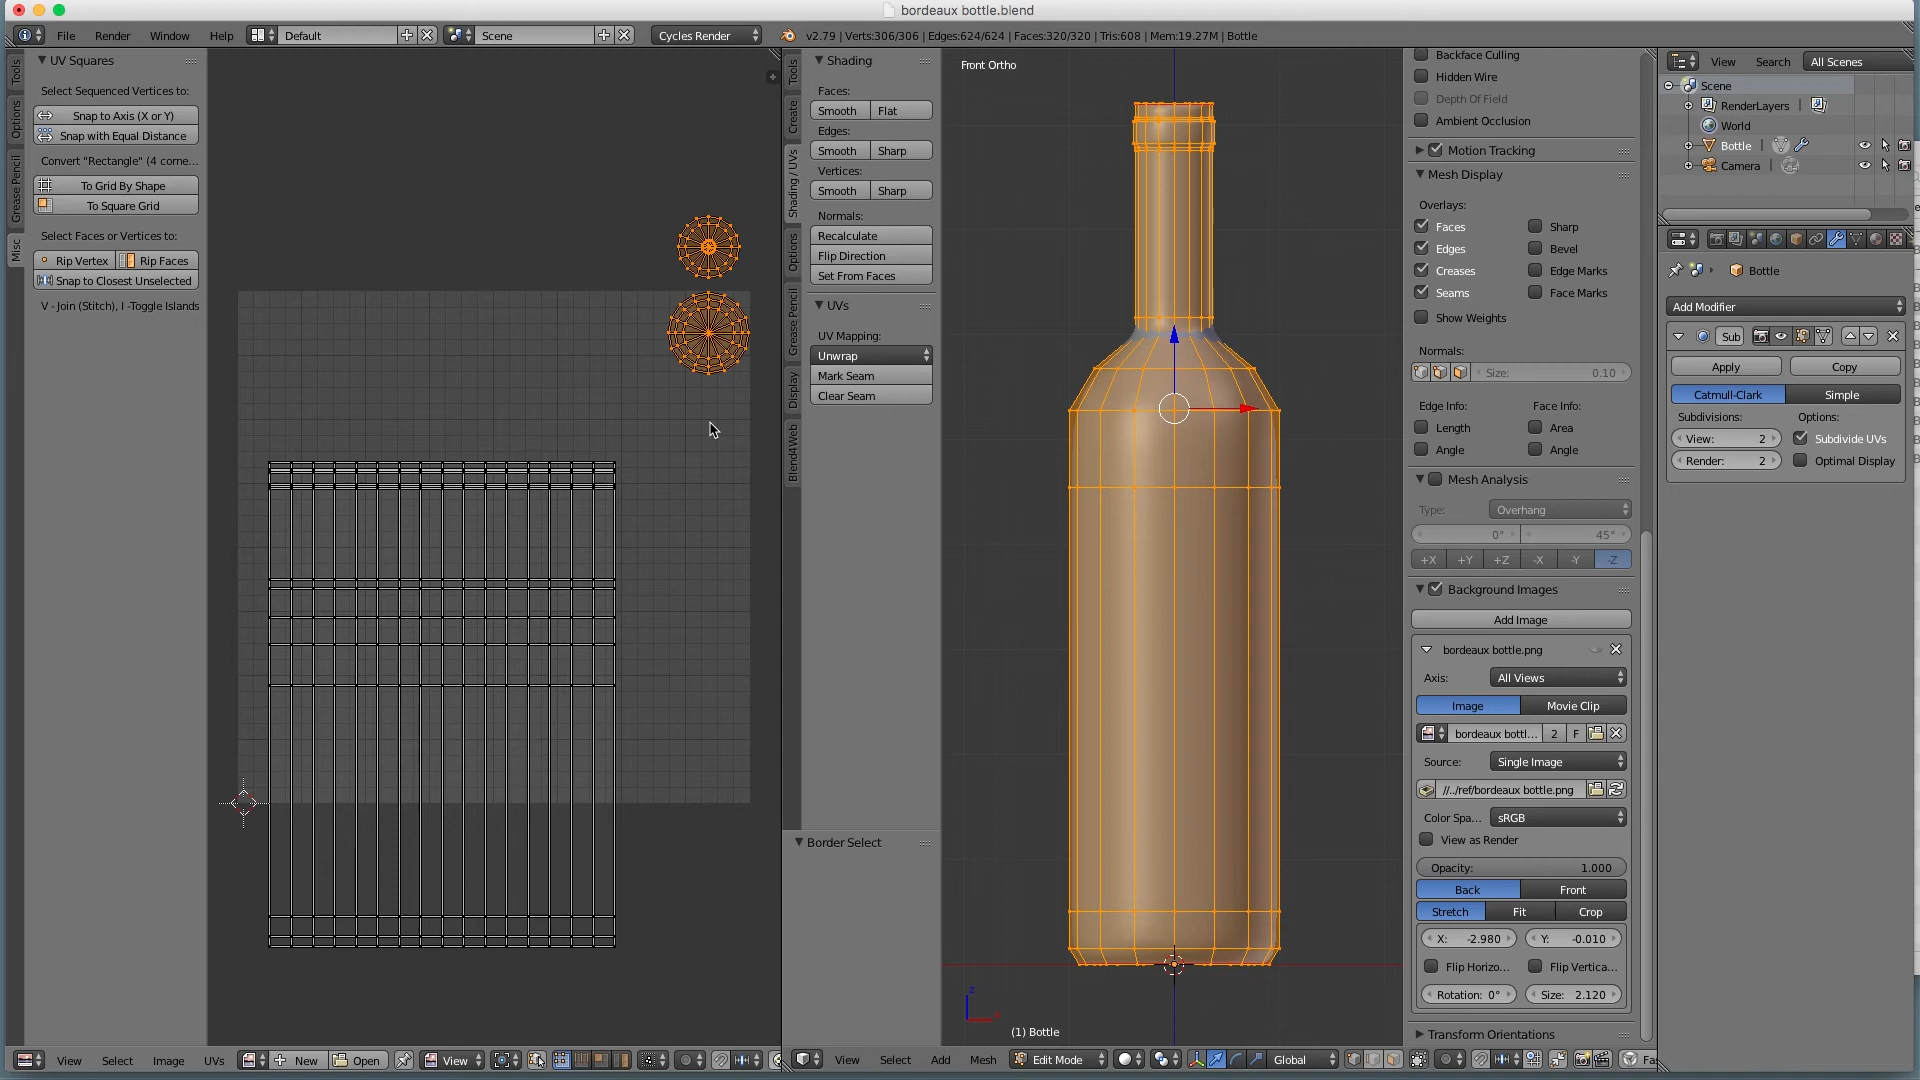 bordeaux bottle.blend
File Render Window Help Default Scene Cycles Render v2.79 | Verts:306/306 | Edges:624/624 | Faces:320/320 | Tris:608 | Mem:19.27M | Bottle
Tools
Options
Grease Pencil
Misc
UV Squares
Select Sequenced Vertices to:
Snap to Axis (X or Y)
Snap with Equal Distance
Convert "Rectangle" (4 corne...
To Grid By Shape
To Square Grid
Select Faces or Vertices to:
Rip Vertex Rip Faces
Snap to Closest Unselected
V - Join (Stitch), I -Toggle Islands
Tools
Create
Shading / UVs
Options
Grease Pencil
Display
Blend4Web
Shading
Faces:
Smooth Flat
Edges:
Smooth Sharp
Vertices:
Smooth Sharp
Normals:
Recalculate
Flip Direction
Set From Faces
UVs
UV Mapping:
Unwrap
Mark Seam
Clear Seam
Border Select
Front Ortho
z
x
(1) Bottle
Backface Culling
Hidden Wire
Depth Of Field
Ambient Occlusion
Motion Tracking
Mesh Display
Overlays:
Faces Sharp
Edges Bevel
Creases Edge Marks
Seams Face Marks
Show Weights
Normals:
Size: 0.10
Edge Info: Face Info:
Length Area
Angle Angle
Mesh Analysis
Type: Overhang
0° 45°
+X +Y +Z -X -Y -Z
Background Images
Add Image
bordeaux bottle.png
Axis: All Views
Image Movie Clip
bordeaux bottl... 2 F
Source: Single Image
//../ref/bordeaux bottle.png
Color Spa... sRGB
View as Render
Opacity: 1.000
Back Front
Stretch Fit Crop
X: -2.980 Y: -0.010
Flip Horizo... Flip Vertica...
Rotation: 0° Size: 2.120
Transform Orientations
View Search All Scenes
Scene
RenderLayers
World
Bottle
Camera
Bottle
Add Modifier
Sub
Apply Copy
Catmull-Clark Simple
Subdivisions: Options:
View: 2 Subdivide UVs
Render: 2 Optimal Display
View Select Image UVs New Open View
View Select Add Mesh Edit Mode Global Fa